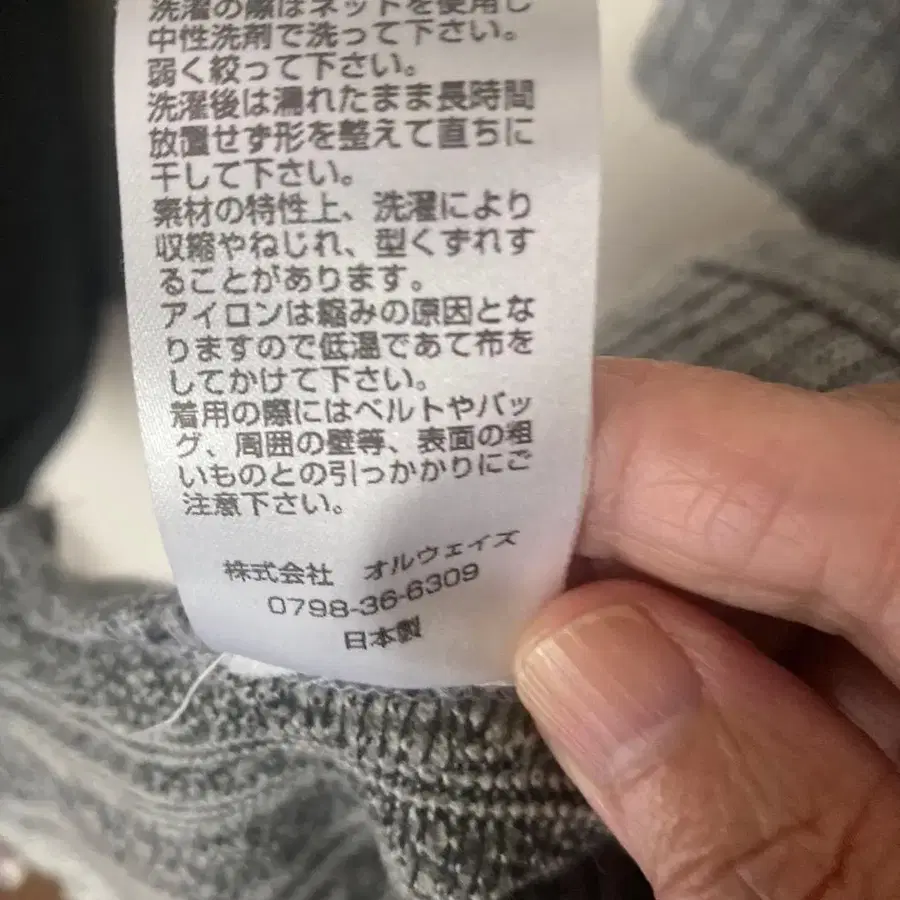 洗濯の際はネットを使用し
中性洗剤で洗って下さい。
弱く絞って下さい。
洗濯後は濡れたまま長時間
放置せず形を整えて直ちに
干して下さい。
素材の特性上、洗濯により
収縮やねじれ、型くずれす
ることがあります。
アイロンは縮みの原因とな
りますので低温であて布を
してかけて下さい。
着用の際にはベルトやバッ
グ、周囲の壁等、表面の粗
いものとの引っかかりにご
注意下さい。
株式会社 オルウェイズ
0798-36-6309
日本製